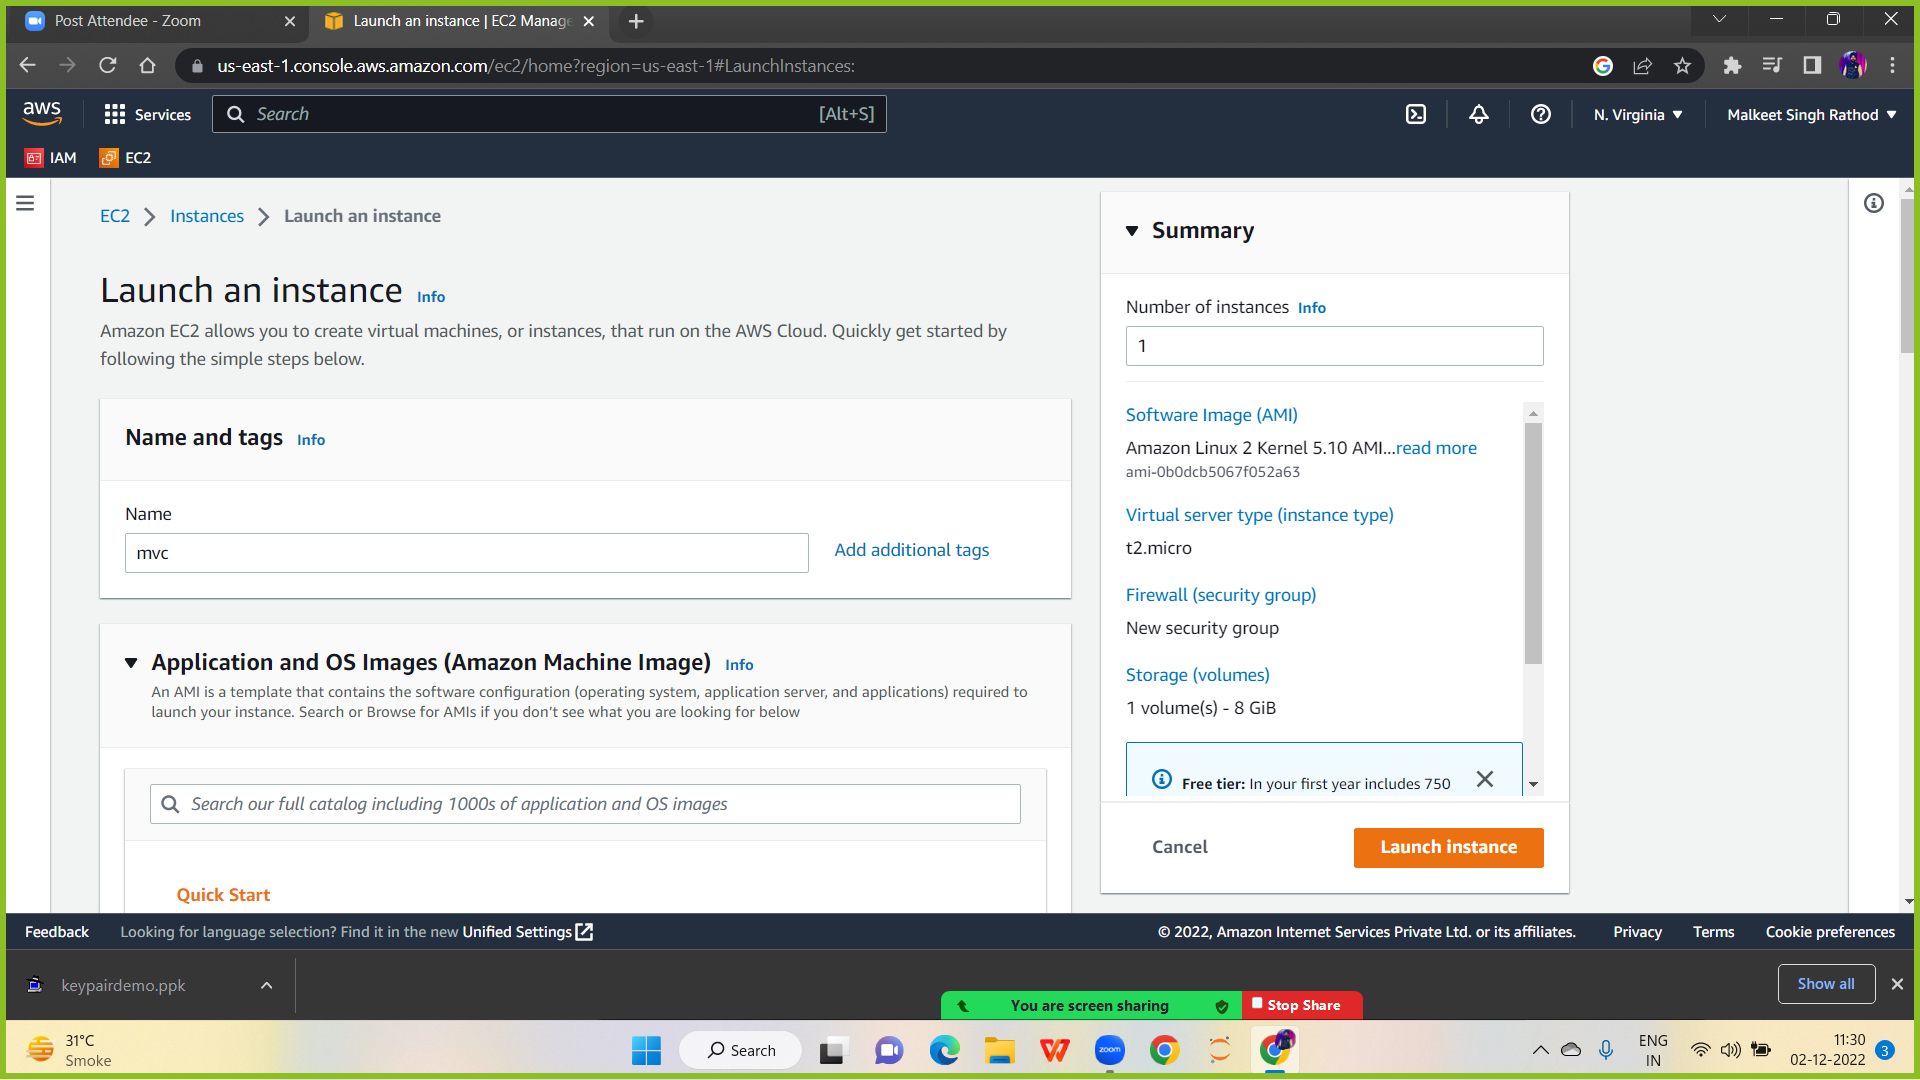 Post Attendee - Zoom
Launch an instance | EC2 Manage
us-east-1.console.aws.amazon.com/ec2/home?region=us-east-1#LaunchInstances:
aws
Services
Search
[Alt+S]
N. Virginia
Malkeet Singh Rathod
IAM
EC2
EC2
Instances
Launch an instance
Launch an instance Info
Amazon EC2 allows you to create virtual machines, or instances, that run on the AWS Cloud. Quickly get started by
following the simple steps below.
Name and tags Info
Name
mvc
Add additional tags
Application and OS Images (Amazon Machine Image) Info
An AMI is a template that contains the software configuration (operating system, application server, and applications) required to
launch your instance. Search or Browse for AMIs if you don't see what you are looking for below
Search our full catalog including 1000s of application and OS images
Quick Start
Summary
Number of instances Info
1
Software Image (AMI)
Amazon Linux 2 Kernel 5.10 AMI...read more
ami-0b0dcb5067f052a63
Virtual server type (instance type)
t2.micro
Firewall (security group)
New security group
Storage (volumes)
1 volume(s) - 8 GiB
Free tier: In your first year includes 750
Cancel
Launch instance
Feedback
Looking for language selection? Find it in the new Unified Settings
© 2022, Amazon Internet Services Private Ltd. or its affiliates.
Privacy
Terms
Cookie preferences
keypairdemo.ppk
Show all
You are screen sharing
Stop Share
31°C
Smoke
Search
zoom
ENG
IN
11:30
02-12-2022
3